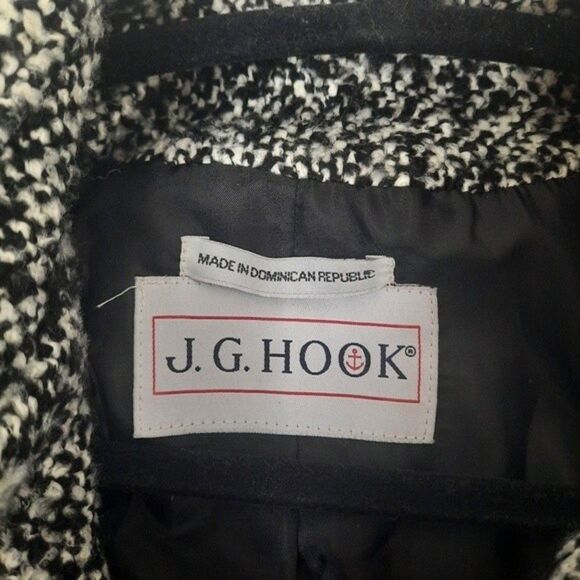 MADE IN DOMINICAN REPUBLIC
J. G. HOOK®